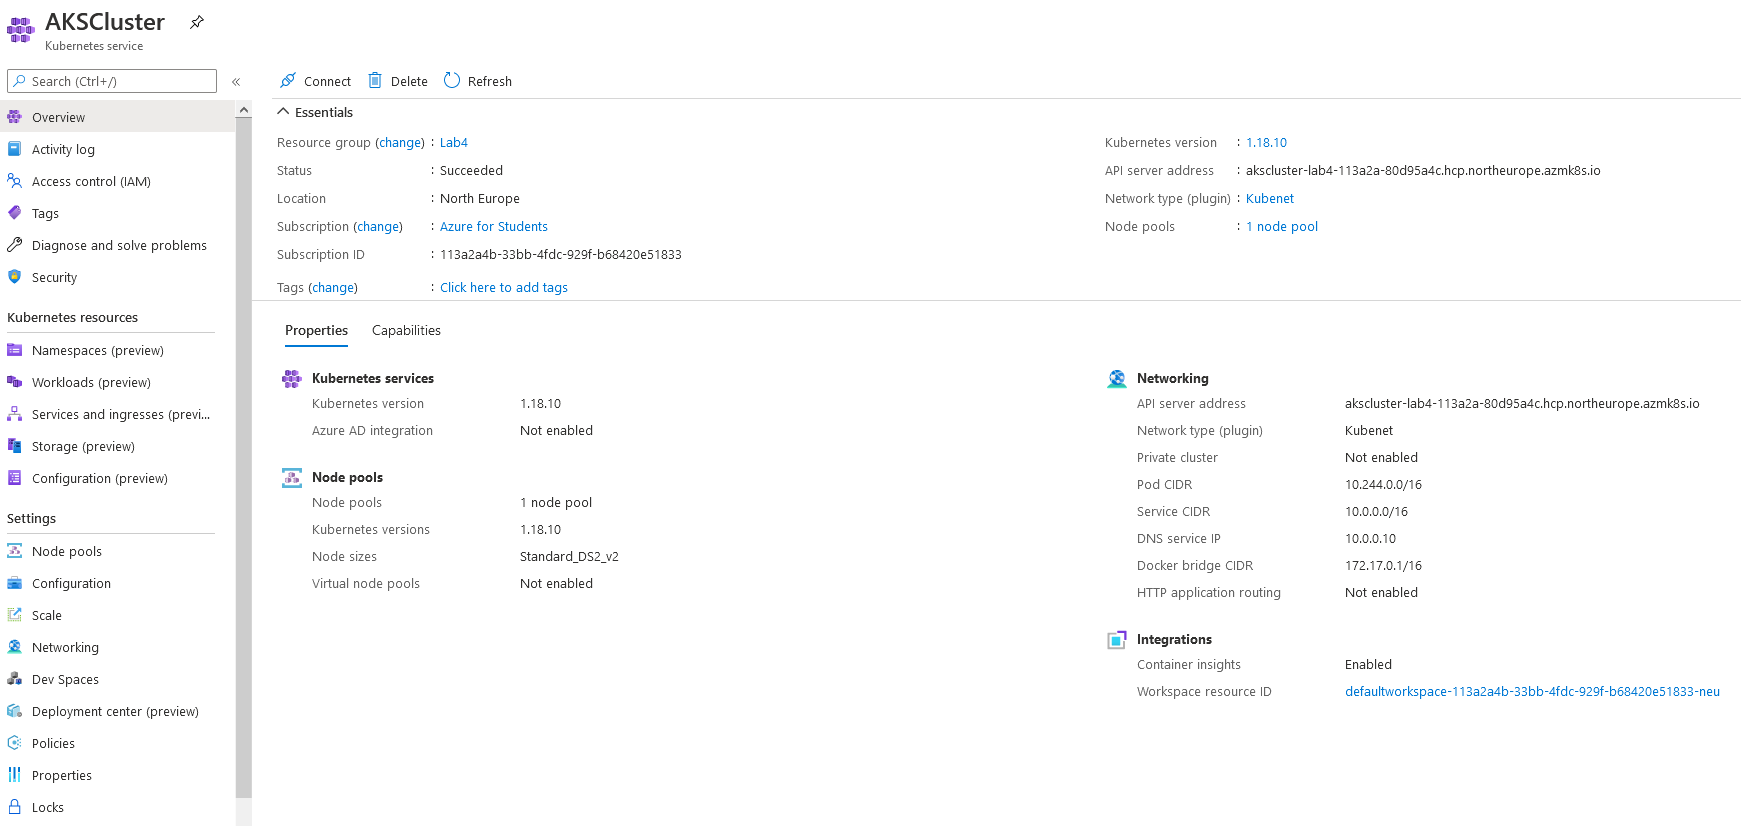 AKSCluster
Kubernetes service
Search (Ctrl+/)
«
Overview
Activity log
Access control (IAM)
Tags
Diagnose and solve problems
Security
Kubernetes resources
Namespaces (preview)
Workloads (preview)
Services and ingresses (previ...
Storage (preview)
Configuration (preview)
Settings
Node pools
Configuration
Scale
Networking
Dev Spaces
Deployment center (preview)
Policies
Properties
Locks
Connect Delete Refresh
Essentials
Resource group (change) : Lab4
Status : Succeeded
Location : North Europe
Subscription (change) : Azure for Students
Subscription ID : 113a2a4b-33bb-4fdc-929f-b68420e51833
Tags (change) : Click here to add tags
Kubernetes version : 1.18.10
API server address : akscluster-lab4-113a2a-80d95a4c.hcp.northeurope.azmk8s.io
Network type (plugin) : Kubenet
Node pools : 1 node pool
Properties Capabilities
Kubernetes services
Kubernetes version 1.18.10
Azure AD integration Not enabled
Node pools
Node pools 1 node pool
Kubernetes versions 1.18.10
Node sizes Standard_DS2_v2
Virtual node pools Not enabled
Networking
API server address akscluster-lab4-113a2a-80d95a4c.hcp.northeurope.azmk8s.io
Network type (plugin) Kubenet
Private cluster Not enabled
Pod CIDR 10.244.0.0/16
Service CIDR 10.0.0.0/16
DNS service IP 10.0.0.10
Docker bridge CIDR 172.17.0.1/16
HTTP application routing Not enabled
Integrations
Container insights Enabled
Workspace resource ID defaultworkspace-113a2a4b-33bb-4fdc-929f-b68420e51833-neu